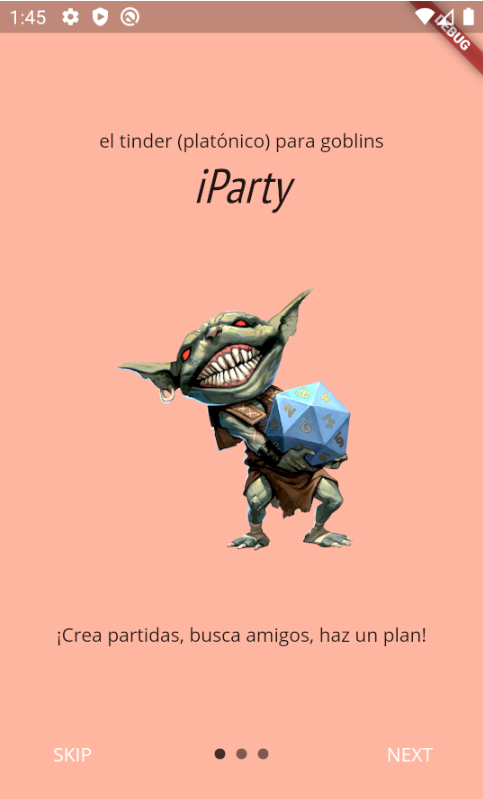 1:45
DEBUG
el tinder (platónico) para goblins
iParty
¡Crea partidas, busca amigos, haz un plan!
SKIP
NEXT